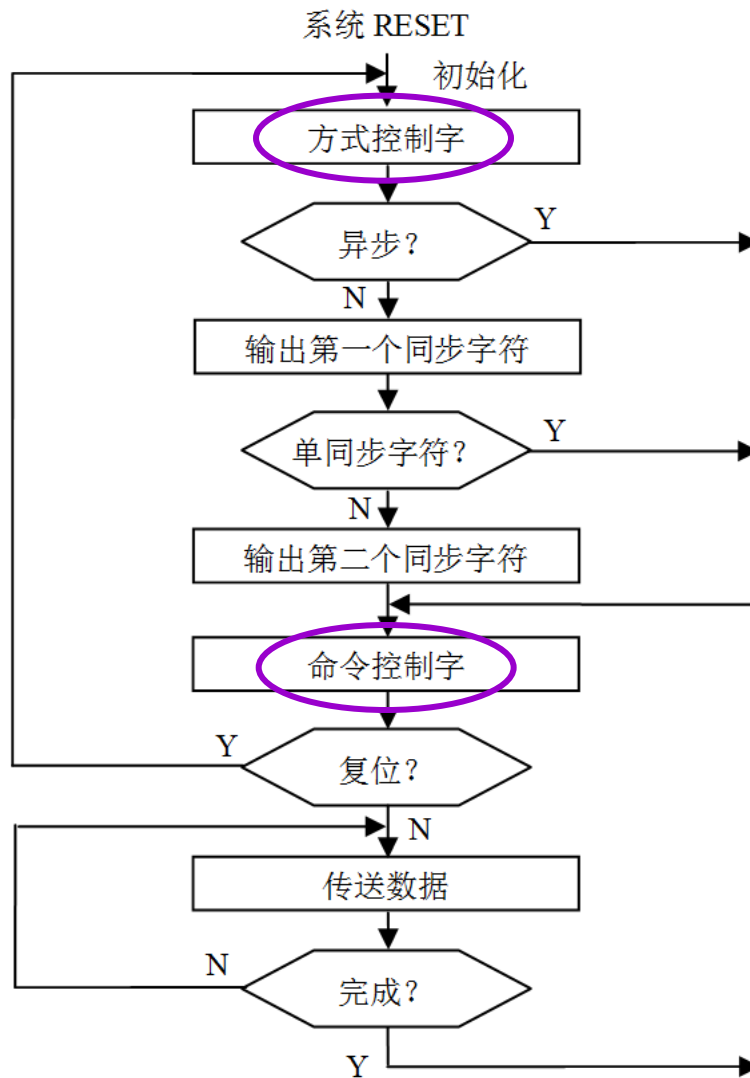 系统 RESET
初始化
方式控制字
异步？
Y
N
输出第一个同步字符
单同步字符？
Y
N
输出第二个同步字符
命令控制字
Y
复位？
N
传送数据
N
完成？
Y